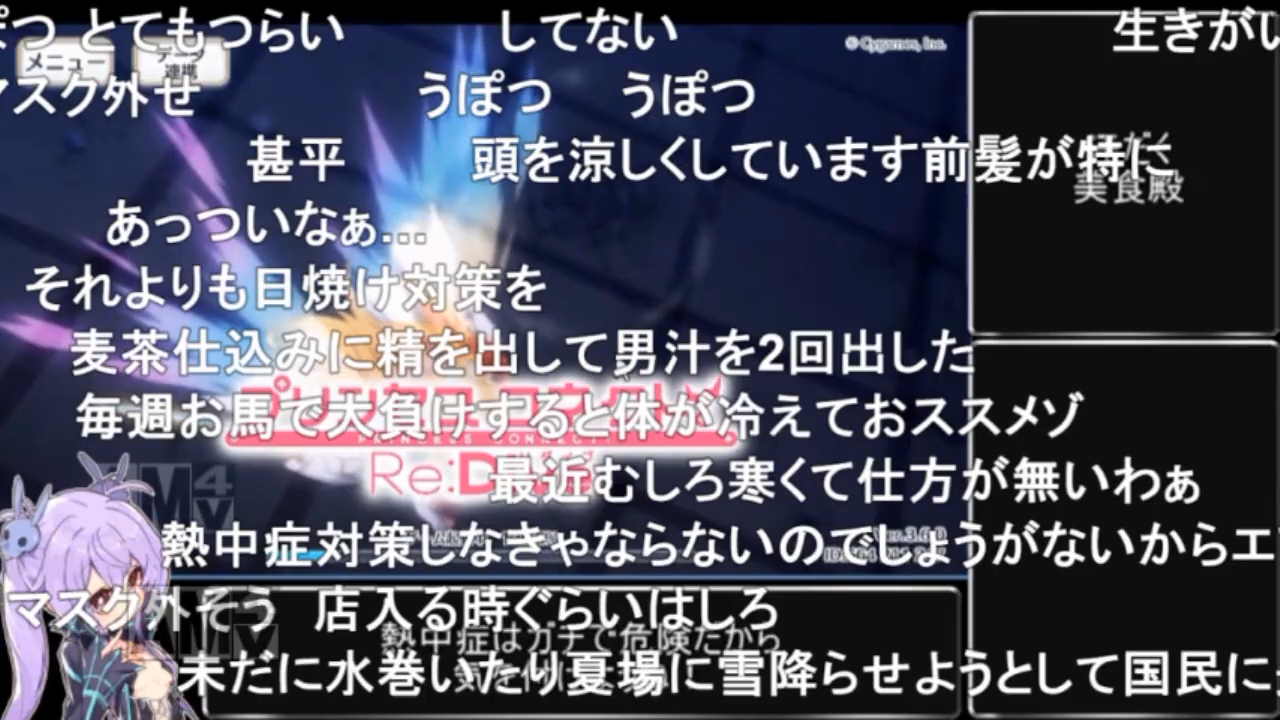 ぽつ とてもつらい してない 生きがい
メニュー データ連携 © Cygames, Inc.
マスク外せ うぽつ うぽつ
甚平 頭を涼しくしています前髪が特に
美食殿
あっついなぁ…
それよりも日焼け対策を
麦茶仕込みに精を出して男汁を2回出した
毎週お馬で大負けすると体が冷えておススメゾ
PRINCESS CONNECT!
Re:D
最近むしろ寒くて仕方が無いわぁ
熱中症対策しなきゃならないのでしょうがないからエ
マスク外そう 店入る時ぐらいはしろ
熱中症はガチで危険だから
未だに水巻いたり夏場に雪降らせようとして国民に